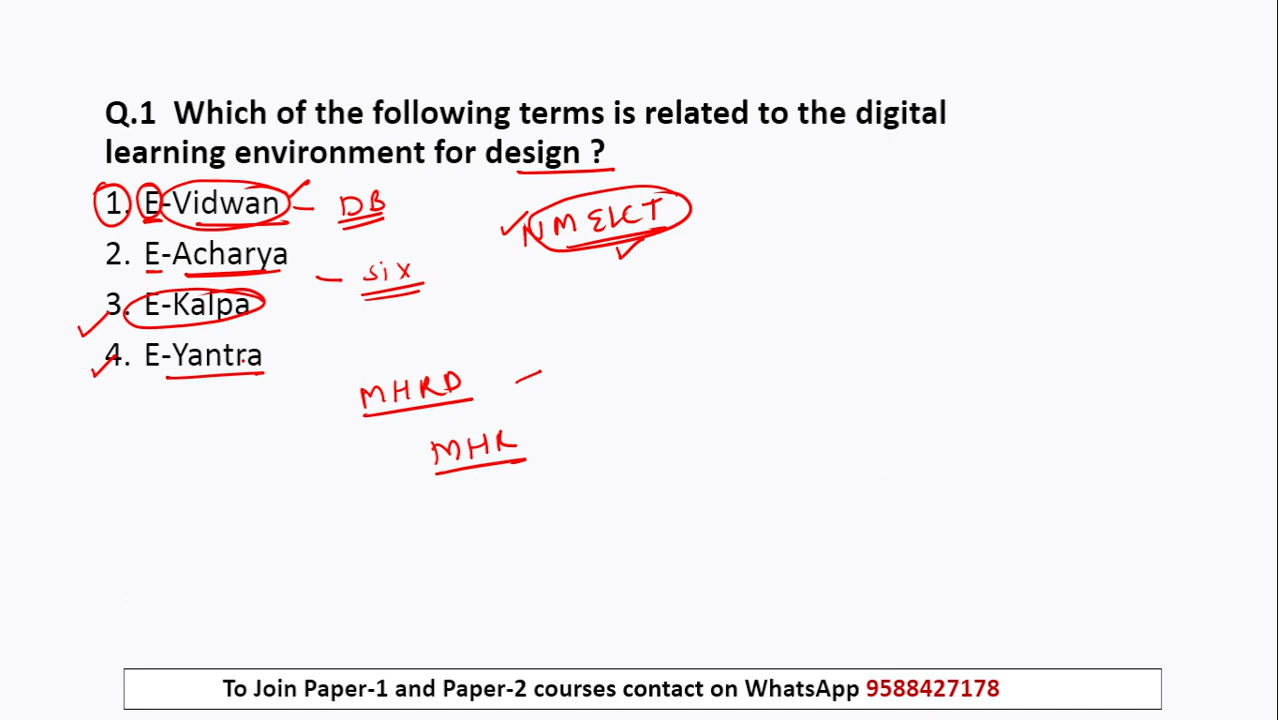 Q.1 Which of the following terms is related to the digital
learning environment for design ?
1. E-Vidwan - DB
NMEICT
2. E-Acharya
- six
3. E-Kalpa
4. E-Yantra
MHRD -
MHR
To Join Paper-1 and Paper-2 courses contact on WhatsApp 9588427178